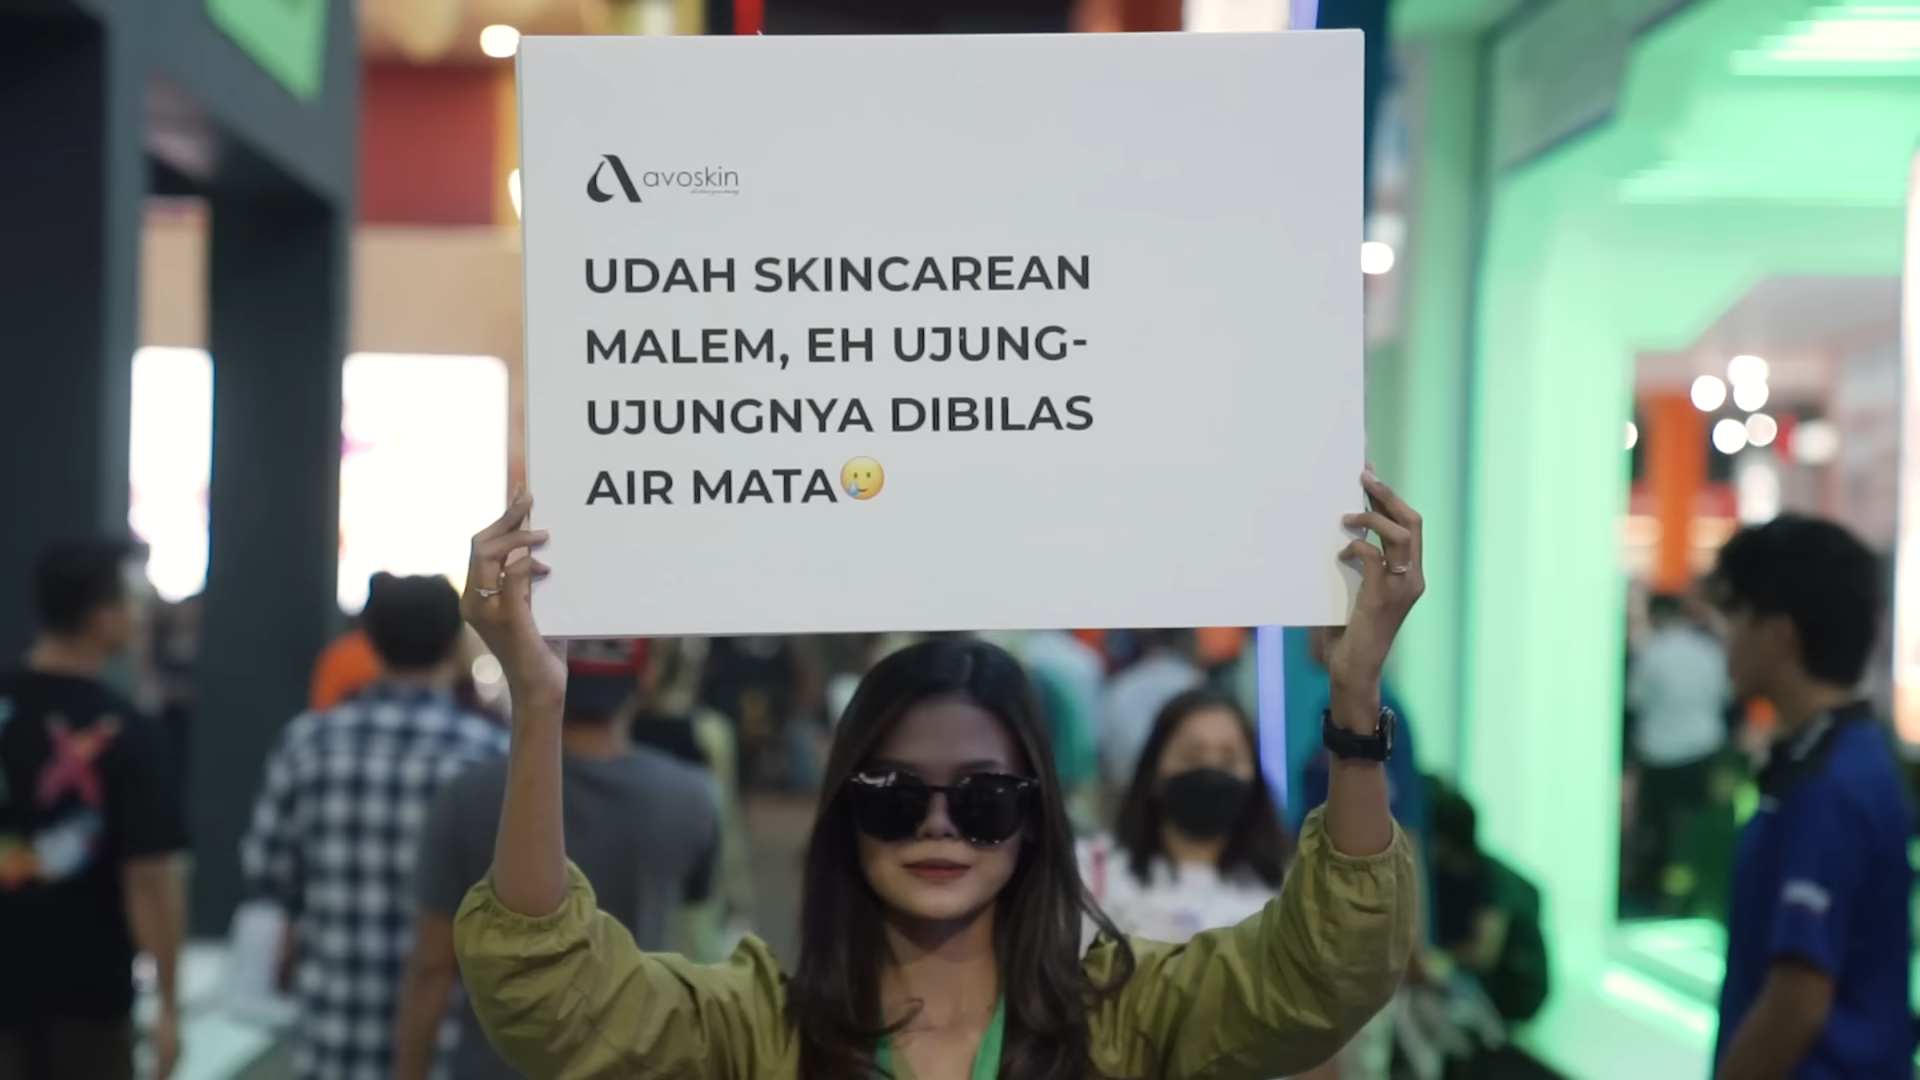 avoskin
UDAH SKINCAREAN
MALEM, EH UJUNG-
UJUNGNYA DIBILAS
AIR MATA🥲